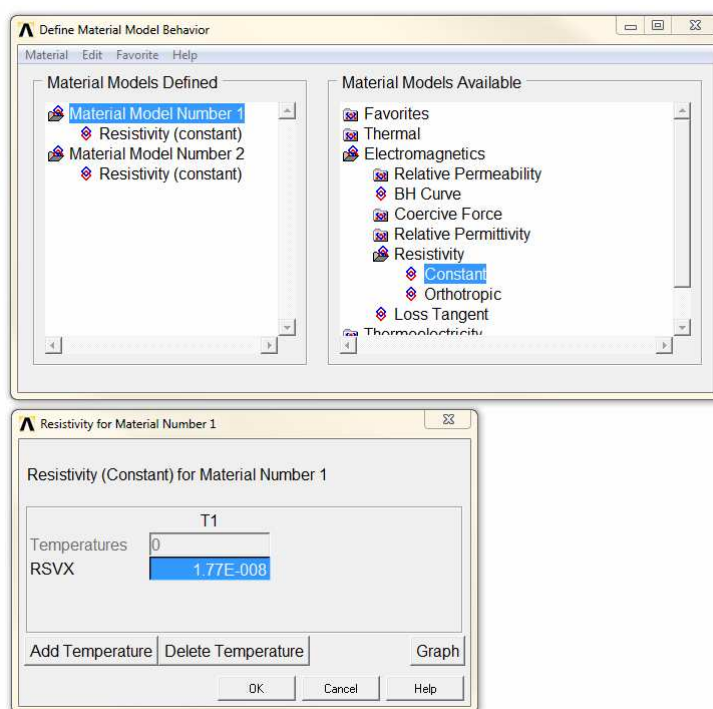 Define Material Model Behavior
Material Edit Favorite Help
Material Models Defined
Material Model Number 1
Resistivity (constant)
Material Model Number 2
Resistivity (constant)
Material Models Available
Favorites
Thermal
Electromagnetics
Relative Permeability
BH Curve
Coercive Force
Relative Permittivity
Resistivity
Constant
Orthotropic
Loss Tangent
Thermoelectricity
Resistivity for Material Number 1
Resistivity (Constant) for Material Number 1
T1
Temperatures 0
RSVX 1.77E-008
Add Temperature Delete Temperature Graph
OK Cancel Help